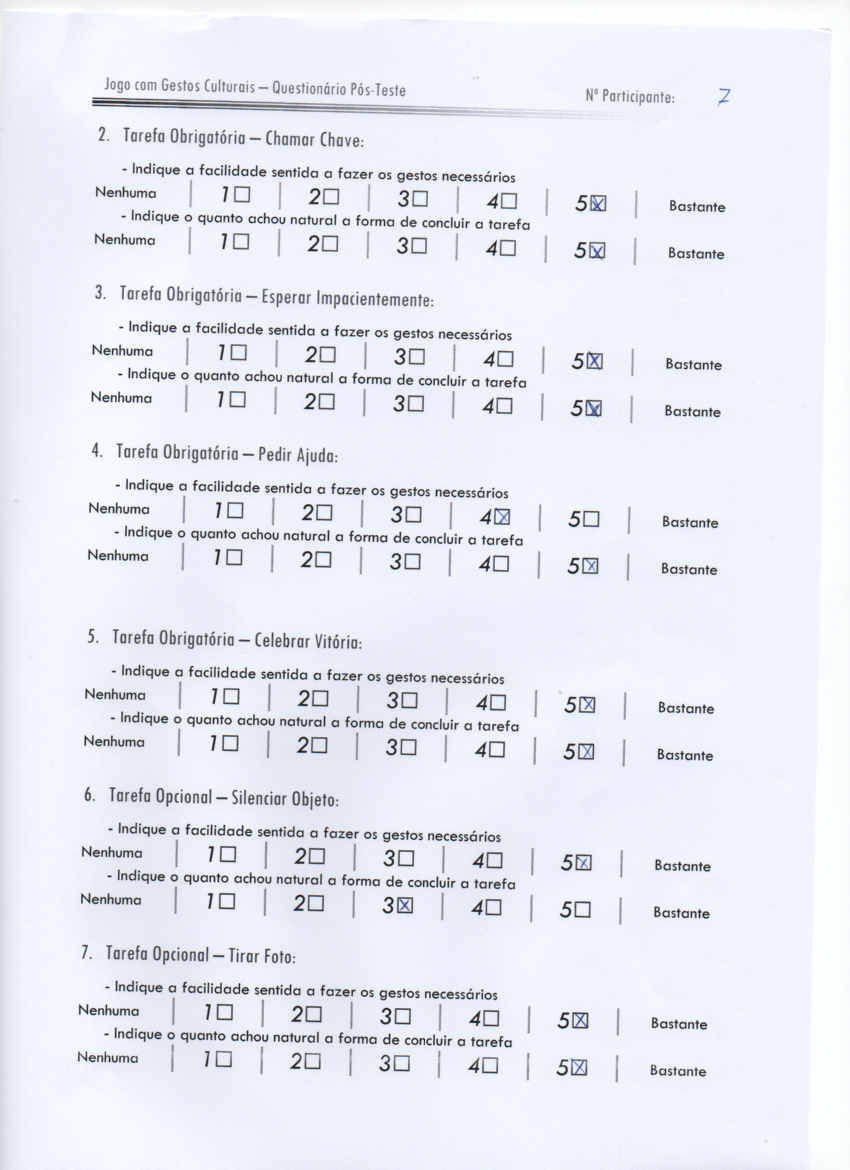 Jogo com Gestos Culturais – Questionário Pós-Teste Nº Participante: 7
2. Tarefa Obrigatória – Chamar Chave:
- Indique a facilidade sentida a fazer os gestos necessários
Nenhuma | 1☐ | 2☐ | 3☐ | 4☐ | 5☒ | Bastante
- Indique o quanto achou natural a forma de concluir a tarefa
Nenhuma | 1☐ | 2☐ | 3☐ | 4☐ | 5☒ | Bastante
3. Tarefa Obrigatória – Esperar Impacientemente:
- Indique a facilidade sentida a fazer os gestos necessários
Nenhuma | 1☐ | 2☐ | 3☐ | 4☐ | 5☒ | Bastante
- Indique o quanto achou natural a forma de concluir a tarefa
Nenhuma | 1☐ | 2☐ | 3☐ | 4☐ | 5☒ | Bastante
4. Tarefa Obrigatória – Pedir Ajuda:
- Indique a facilidade sentida a fazer os gestos necessários
Nenhuma | 1☐ | 2☐ | 3☐ | 4☒ | 5☐ | Bastante
- Indique o quanto achou natural a forma de concluir a tarefa
Nenhuma | 1☐ | 2☐ | 3☐ | 4☐ | 5☒ | Bastante
5. Tarefa Obrigatória – Celebrar Vitória:
- Indique a facilidade sentida a fazer os gestos necessários
Nenhuma | 1☐ | 2☐ | 3☐ | 4☐ | 5☒ | Bastante
- Indique o quanto achou natural a forma de concluir a tarefa
Nenhuma | 1☐ | 2☐ | 3☐ | 4☐ | 5☒ | Bastante
6. Tarefa Opcional – Silenciar Objeto:
- Indique a facilidade sentida a fazer os gestos necessários
Nenhuma | 1☐ | 2☐ | 3☐ | 4☐ | 5☒ | Bastante
- Indique o quanto achou natural a forma de concluir a tarefa
Nenhuma | 1☐ | 2☐ | 3☒ | 4☐ | 5☐ | Bastante
7. Tarefa Opcional – Tirar Foto:
- Indique a facilidade sentida a fazer os gestos necessários
Nenhuma | 1☐ | 2☐ | 3☐ | 4☐ | 5☒ | Bastante
- Indique o quanto achou natural a forma de concluir a tarefa
Nenhuma | 1☐ | 2☐ | 3☐ | 4☐ | 5☒ | Bastante